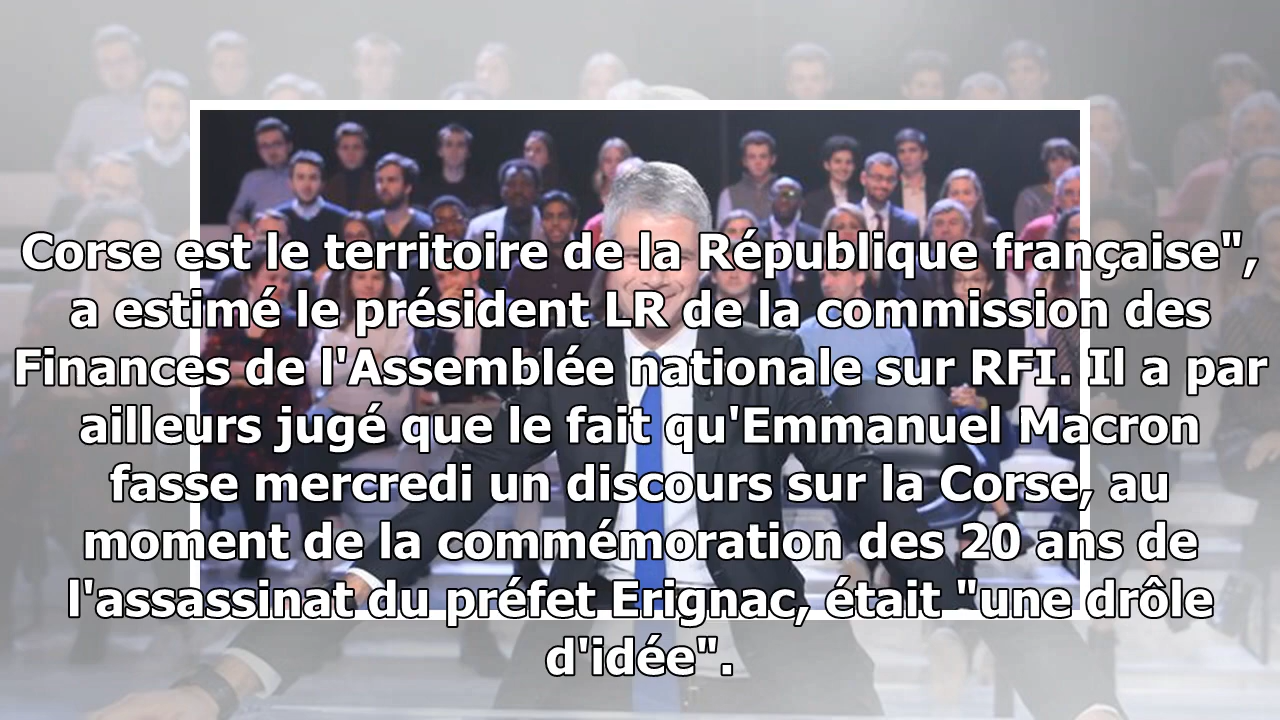 Corse est le territoire de la République française",
a estimé le président LR de la commission des
Finances de l'Assemblée nationale sur RFI. Il a par
ailleurs jugé que le fait qu'Emmanuel Macron
fasse mercredi un discours sur la Corse, au
moment de la commémoration des 20 ans de
l'assassinat du préfet Erignac, était "une drôle
d'idée".